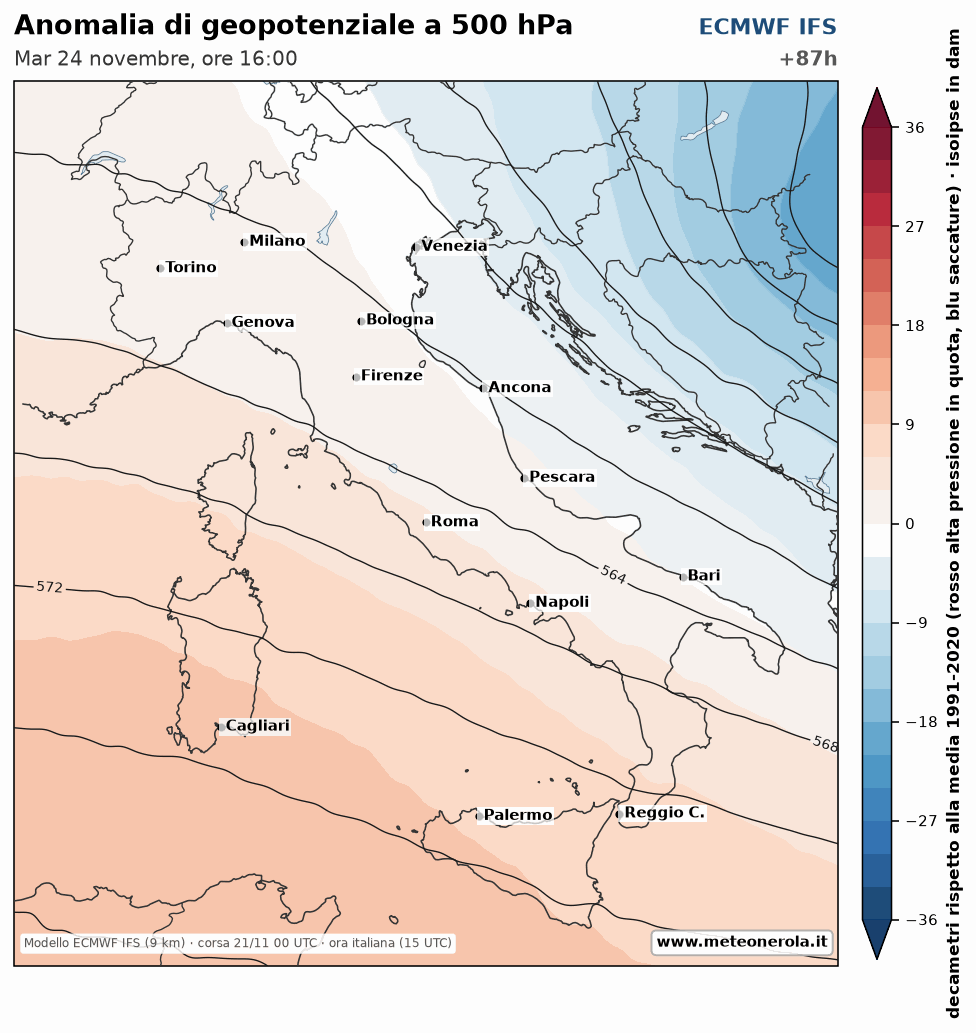 Anomalia di geopotenziale a 500 hPa
ECMWF IFS
Mar 24 novembre, ore 16:00
+87h
Milano
Venezia
Torino
Genova
Bologna
Firenze
Ancona
Pescara
Roma
564
Bari
572
Napoli
Cagliari
568
Palermo
Reggio C.
Modello ECMWF IFS (9 km) · corsa 21/11 00 UTC · ora italiana (15 UTC)
www.meteonerola.it
36
27
18
9
0
−9
−18
−27
−36
decametri rispetto alla media 1991-2020 (rosso alta pressione in quota, blu saccature) · isoipse in dam